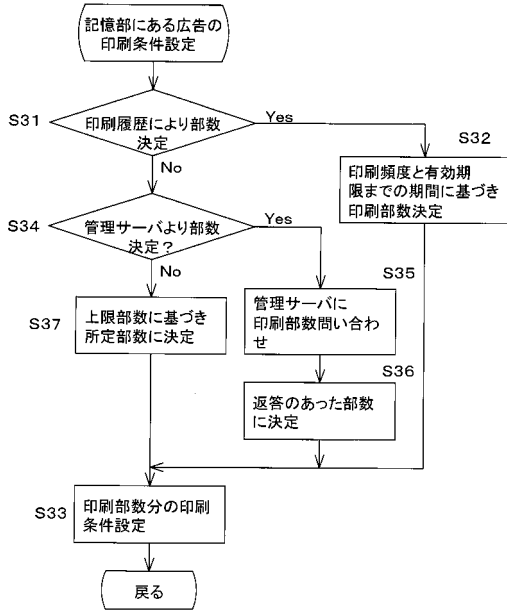 記憶部にある広告の
印刷条件設定
S31
印刷履歴により部数
決定
Yes
No
S32
印刷頻度と有効期
限までの期間に基づき
印刷部数決定
S34
管理サーバより部数
決定？
Yes
No
S35
管理サーバに
印刷部数問い合わ
せ
S37
上限部数に基づき
所定部数に決定
S36
返答のあった部数
に決定
S33
印刷部数分の印刷
条件設定
戻る